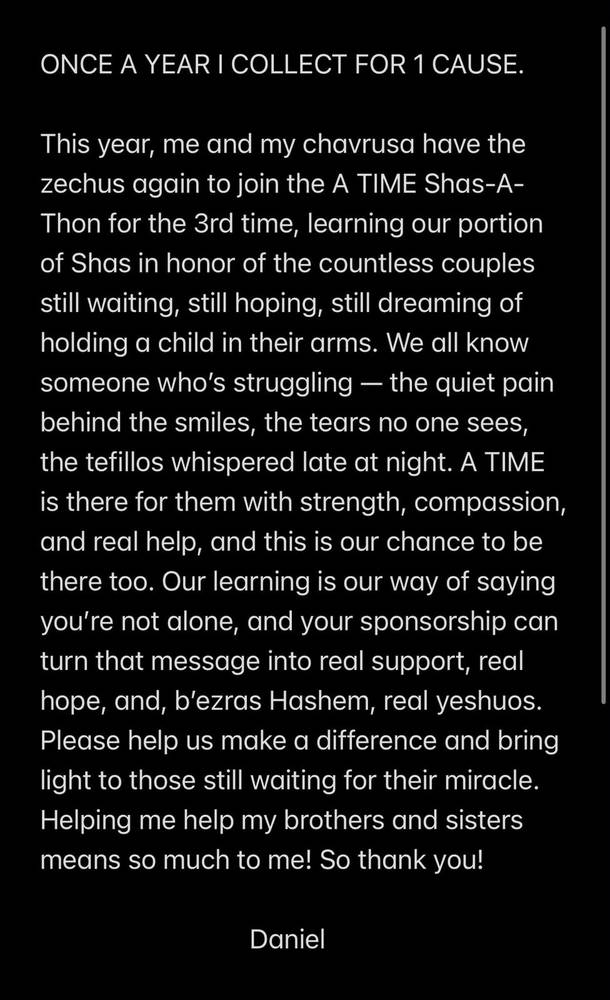 ONCE A YEAR I COLLECT FOR 1 CAUSE.
This year, me and my chavrusa have the
zechus again to join the A TIME Shas-A-
Thon for the 3rd time, learning our portion
of Shas in honor of the countless couples
still waiting, still hoping, still dreaming of
holding a child in their arms. We all know
someone who’s struggling — the quiet pain
behind the smiles, the tears no one sees,
the tefillos whispered late at night. A TIME
is there for them with strength, compassion,
and real help, and this is our chance to be
there too. Our learning is our way of saying
you’re not alone, and your sponsorship can
turn that message into real support, real
hope, and, b’ezras Hashem, real yeshuos.
Please help us make a difference and bring
light to those still waiting for their miracle.
Helping me help my brothers and sisters
means so much to me! So thank you!
Daniel